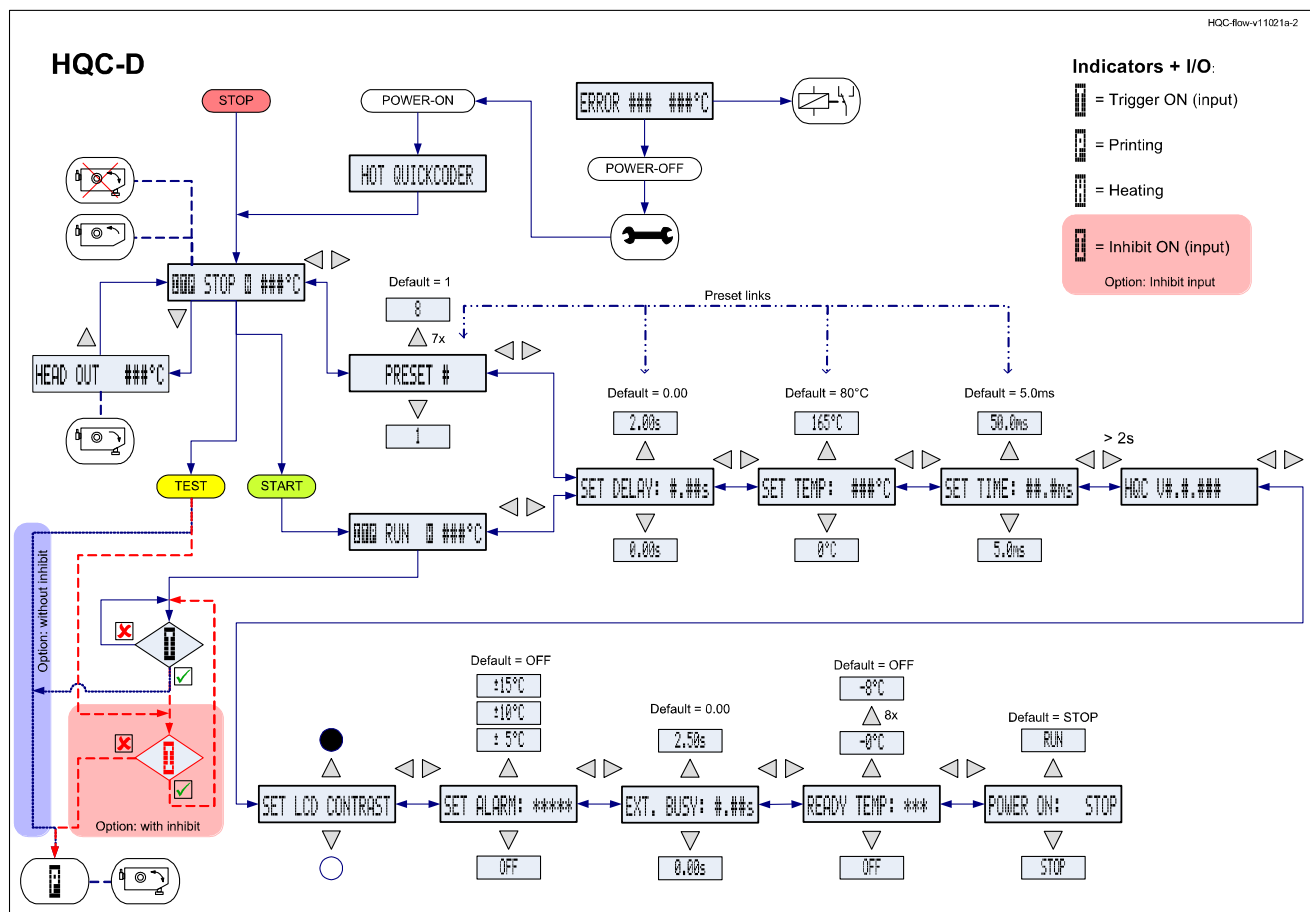 HQC-flow-v11021a-2
HQC-D
Indicators + I/O:
STOP
POWER-ON
ERROR ### ###°C
= Trigger ON (input)
= Printing
HOT QUICKCODER
POWER-OFF
= Heating
= Inhibit ON (input)
Option: Inhibit input
STOP ###°C
Default = 1
8
7x
Preset links
HEAD OUT ###°C
PRESET #
1
Default = 0.00
2.00s
Default = 80°C
165°C
Default = 5.0ms
50.0ms
> 2s
TEST
START
SET DELAY: #.##s
SET TEMP: ###°C
SET TIME: ##.#ms
HQC V#.#.###
RUN ###°C
0.00s
0°C
5.0ms
Option: without inhibit
Option: with inhibit
Default = OFF
±15°C
±10°C
± 5°C
Default = 0.00
2.50s
Default = OFF
-8°C
8x
-0°C
Default = STOP
RUN
SET LCD CONTRAST
SET ALARM: *****
EXT. BUSY: #.##s
READY TEMP: ***
POWER ON: STOP
OFF
0.00s
OFF
STOP